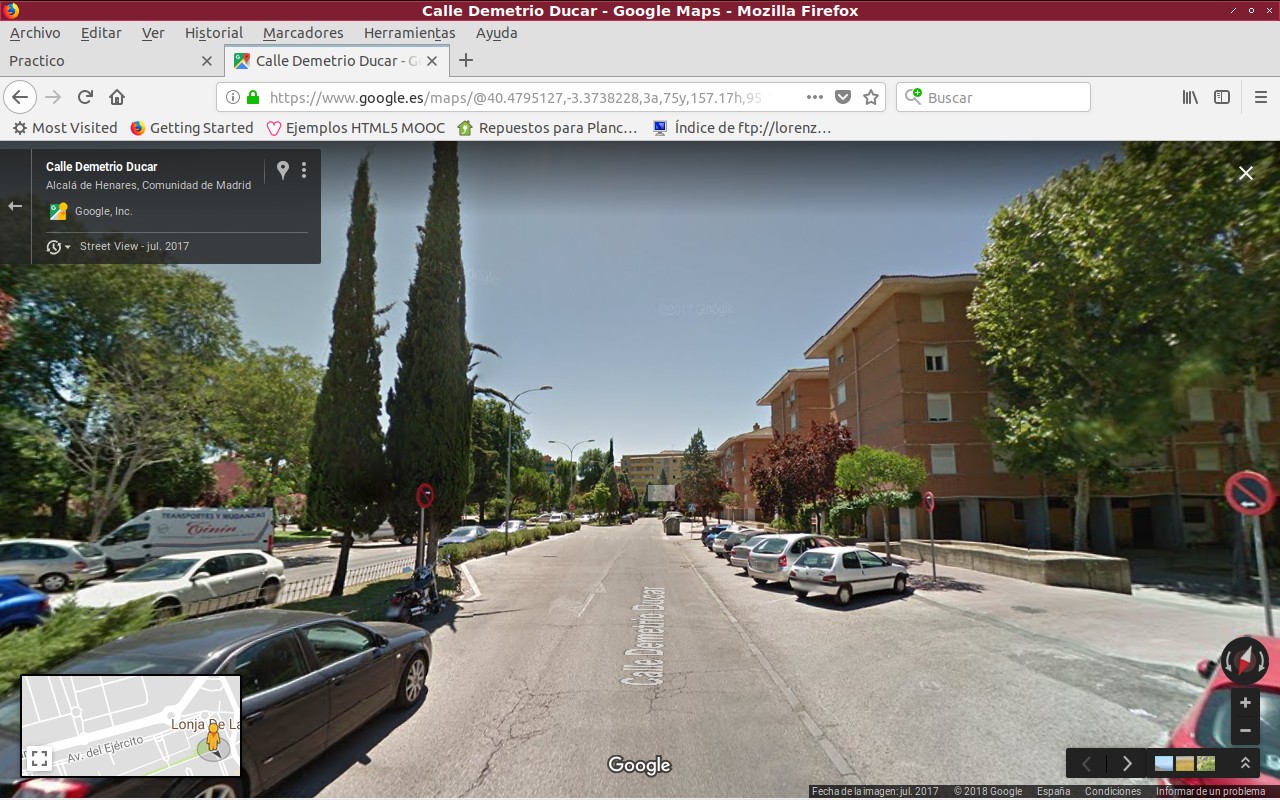 Calle Demetrio Ducar - Google Maps - Mozilla Firefox
Archivo Editar Ver Historial Marcadores Herramientas Ayuda
Practico
Calle Demetrio Ducar - G
https://www.google.es/maps/@40.4795127,-3.3738228,3a,75y,157.17h,95.
Buscar
Most Visited Getting Started Ejemplos HTML5 MOOC Repuestos para Planc... Índice de ftp://lorenz...
Calle Demetrio Ducar
Alcalá de Henares, Comunidad de Madrid
Google, Inc.
Street View - jul. 2017
©2017 Google
TRANSPORTES Y MUDANZAS
Calle Demetrio Ducar
Lonja De La
Av. del Ejército
Google
Fecha de la imagen: jul. 2017 © 2018 Google España Condiciones Informar de un problema